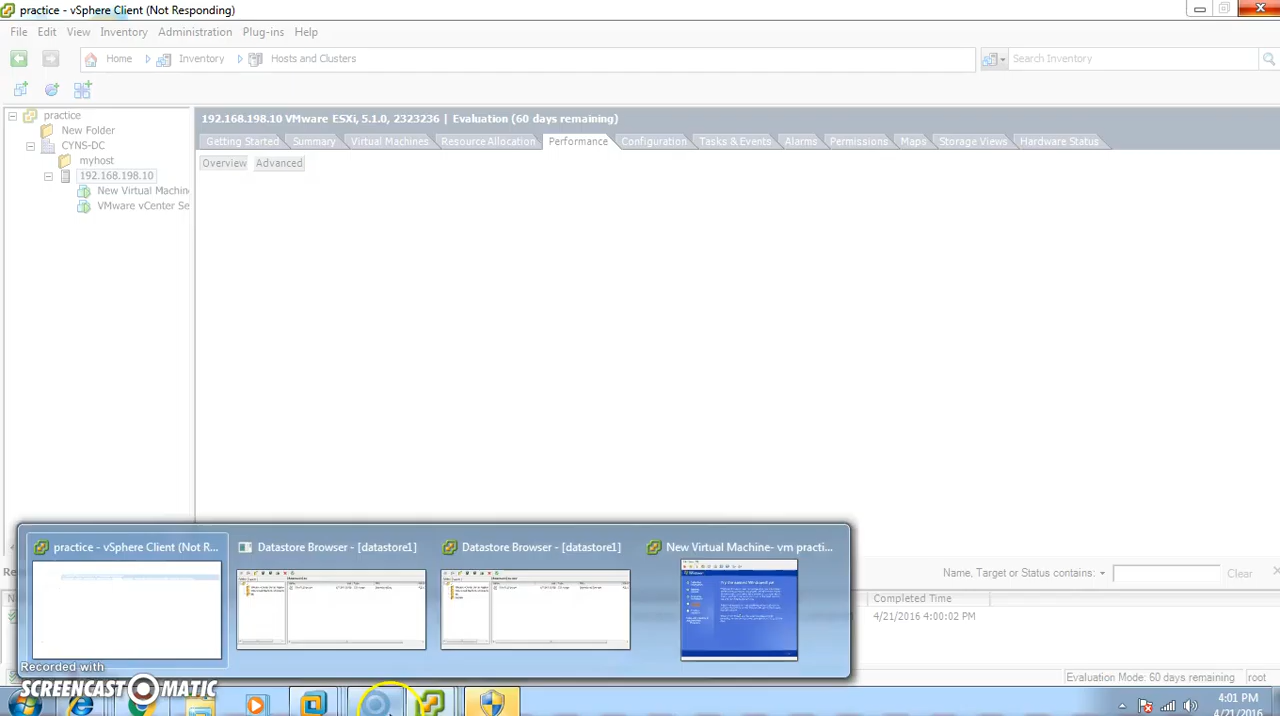 practice - vSphere Client (Not Responding)
File Edit View Inventory Administration Plug-ins Help
Home Inventory Hosts and Clusters Search Inventory
practice
New Folder
CYNS-DC
myhost
192.168.198.10
New Virtual Machin
VMware vCenter Se
192.168.198.10 VMware ESXi, 5.1.0, 2323236 | Evaluation (60 days remaining)
Getting Started Summary Virtual Machines Resource Allocation Performance Configuration Tasks & Events Alarms Permissions Maps Storage Views Hardware Status
Overview Advanced
practice - vSphere Client (Not R... Datastore Browser - [datastore1] Datastore Browser - [datastore1] New Virtual Machine- vm practi...
Name, Target or Status contains: Clear
Completed Time
4/21/2016 4:00:02 PM
Recorded with
SCREENCAST MATIC
Evaluation Mode: 60 days remaining root
4:01 PM
4/21/2016